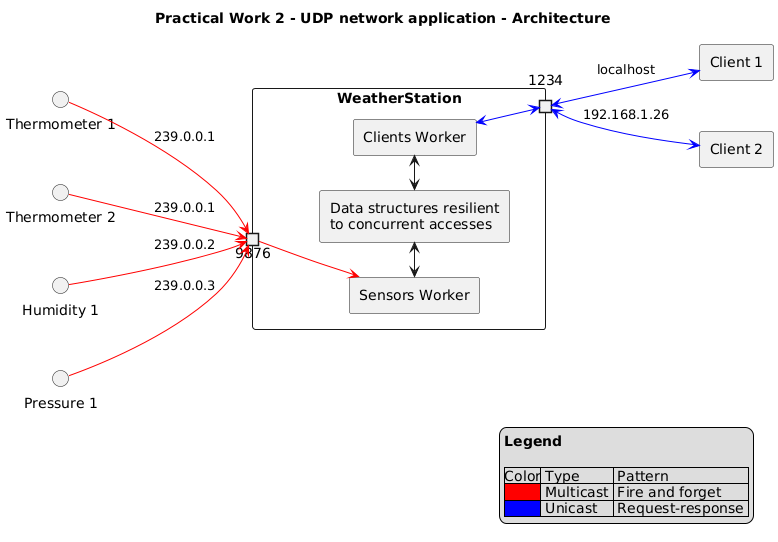 Practical Work 2 - UDP network application - Architecture
Thermometer 1
Thermometer 2
Humidity 1
Pressure 1
239.0.0.1
239.0.0.1
239.0.0.2
239.0.0.3
9876
WeatherStation
Clients Worker
Data structures resilient
to concurrent accesses
Sensors Worker
1234
localhost
192.168.1.26
Client 1
Client 2
Legend
Color Type Pattern
Multicast Fire and forget
Unicast Request-response